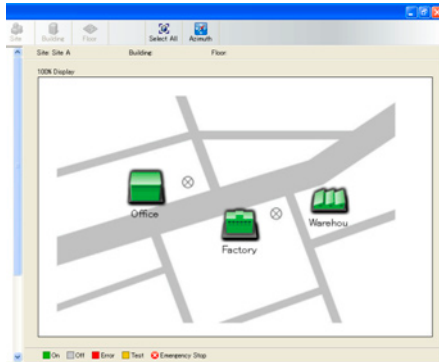 Site Building Floor Select All Azimuth
Site: Site A Building: Floor:
100% Display
Office
Factory
Warehou
On Off Error Test Emergency Stop